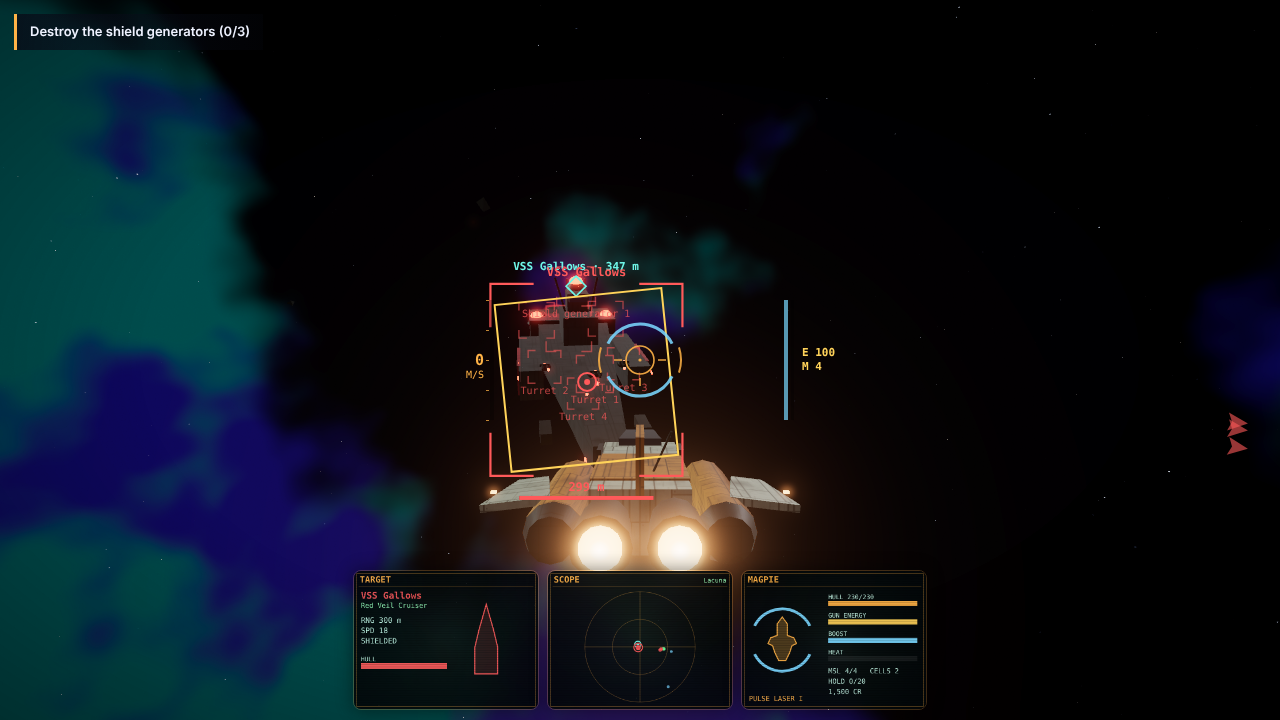 Destroy the shield generators (0/3)
VSS Gallows · 347 m
VSS Gallows
Shield generator 1
0
M/S
E 100
M 4
Turret 2
Turret 3
Turret 1
Turret 4
299 m
TARGET
VSS Gallows
Red Veil Cruiser
RNG 300 m
SPD 18
SHIELDED
HULL
SCOPE
Lacuna
MAGPIE
HULL 230/230
GUN ENERGY
BOOST
HEAT
MSL 4/4 CELLS 2
HOLD 0/20
1,500 CR
PULSE LASER I